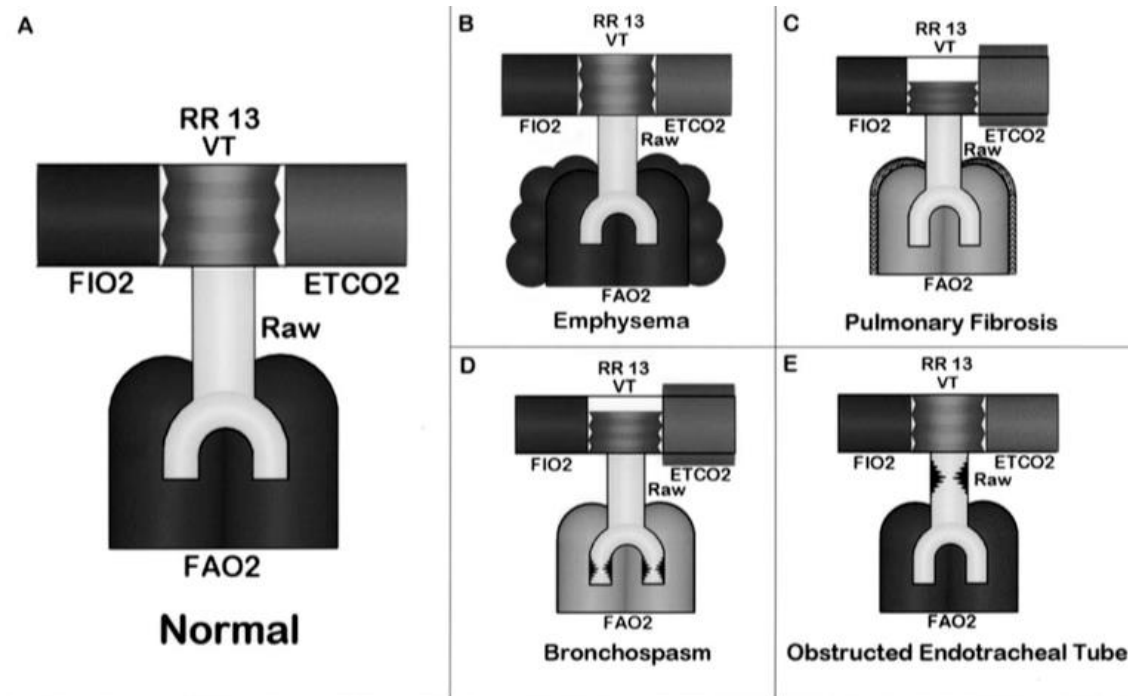 A
RR 13
VT
FIO2
ETCO2
Raw
FAO2
Normal
B
RR 13
VT
FIO2
ETCO2
Raw
FAO2
Emphysema
C
RR 13
VT
FIO2
ETCO2
Raw
Pulmonary Fibrosis
D
RR 13
VT
FIO2
ETCO2
Raw
FAO2
Bronchospasm
E
RR 13
VT
FIO2
ETCO2
Raw
FAO2
Obstructed Endotracheal Tube